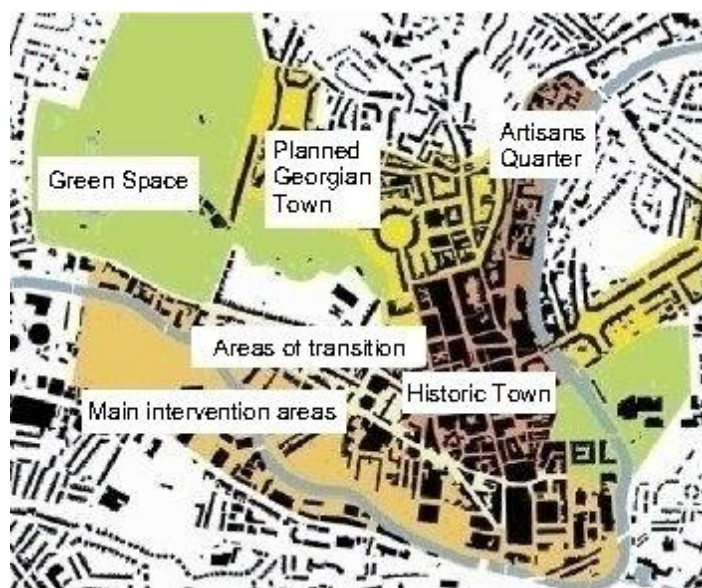 Artisans
Quarter
Planned
Georgian
Town
Green Space
Areas of transition
Historic Town
Main intervention areas